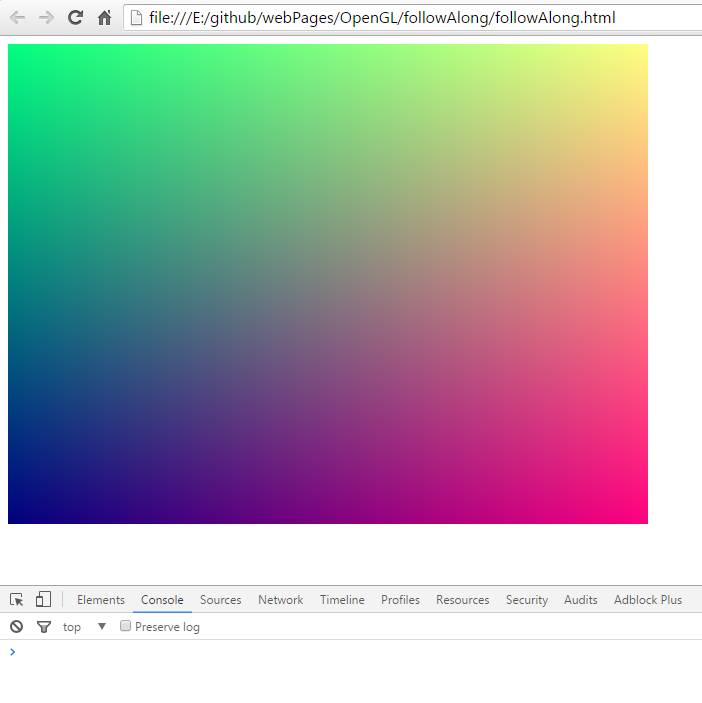 file:///E:/github/webPages/OpenGL/followAlong/followAlong.html
Elements Console Sources Network Timeline Profiles Resources Security Audits Adblock Plus
top Preserve log